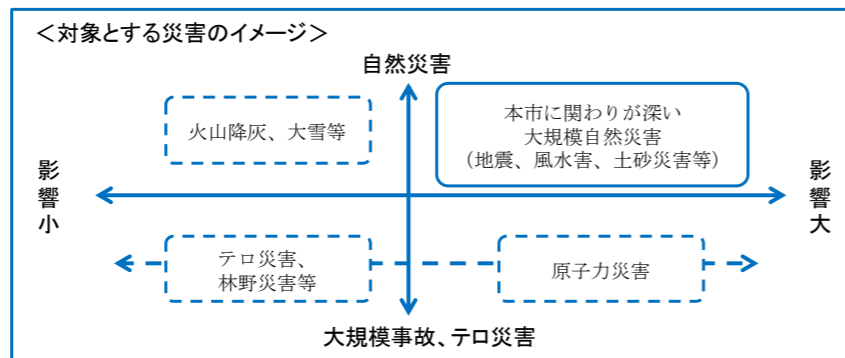 ＜対象とする災害のイメージ＞
自然災害
火山降灰、大雪等
本市に関わりが深い
大規模自然災害
（地震、風水害、土砂災害等）
影響小
影響大
テロ災害、
林野災害等
原子力災害
大規模事故、テロ災害